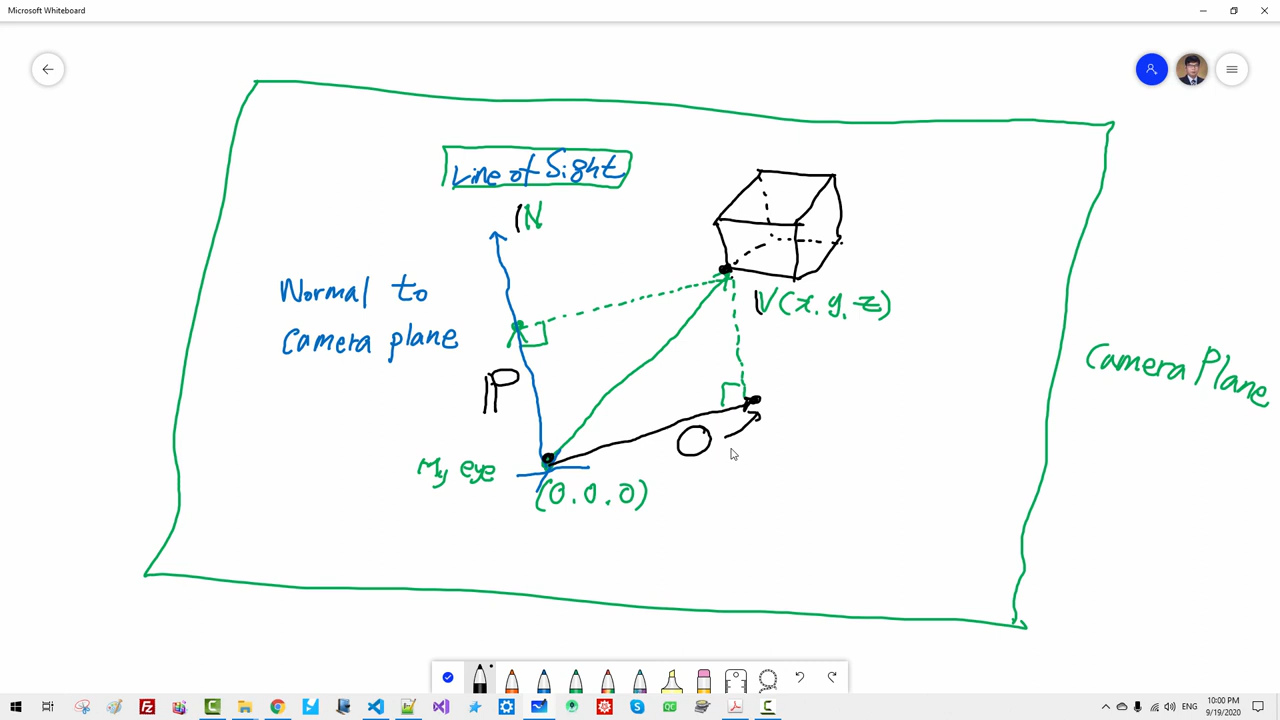 Microsoft Whiteboard
Line of Sight
N
Normal to
Camera plane
V(x, y, z)
Camera Plane
P
O
My eye
(0, 0, 0)
ENG
10:00 PM
9/19/2020